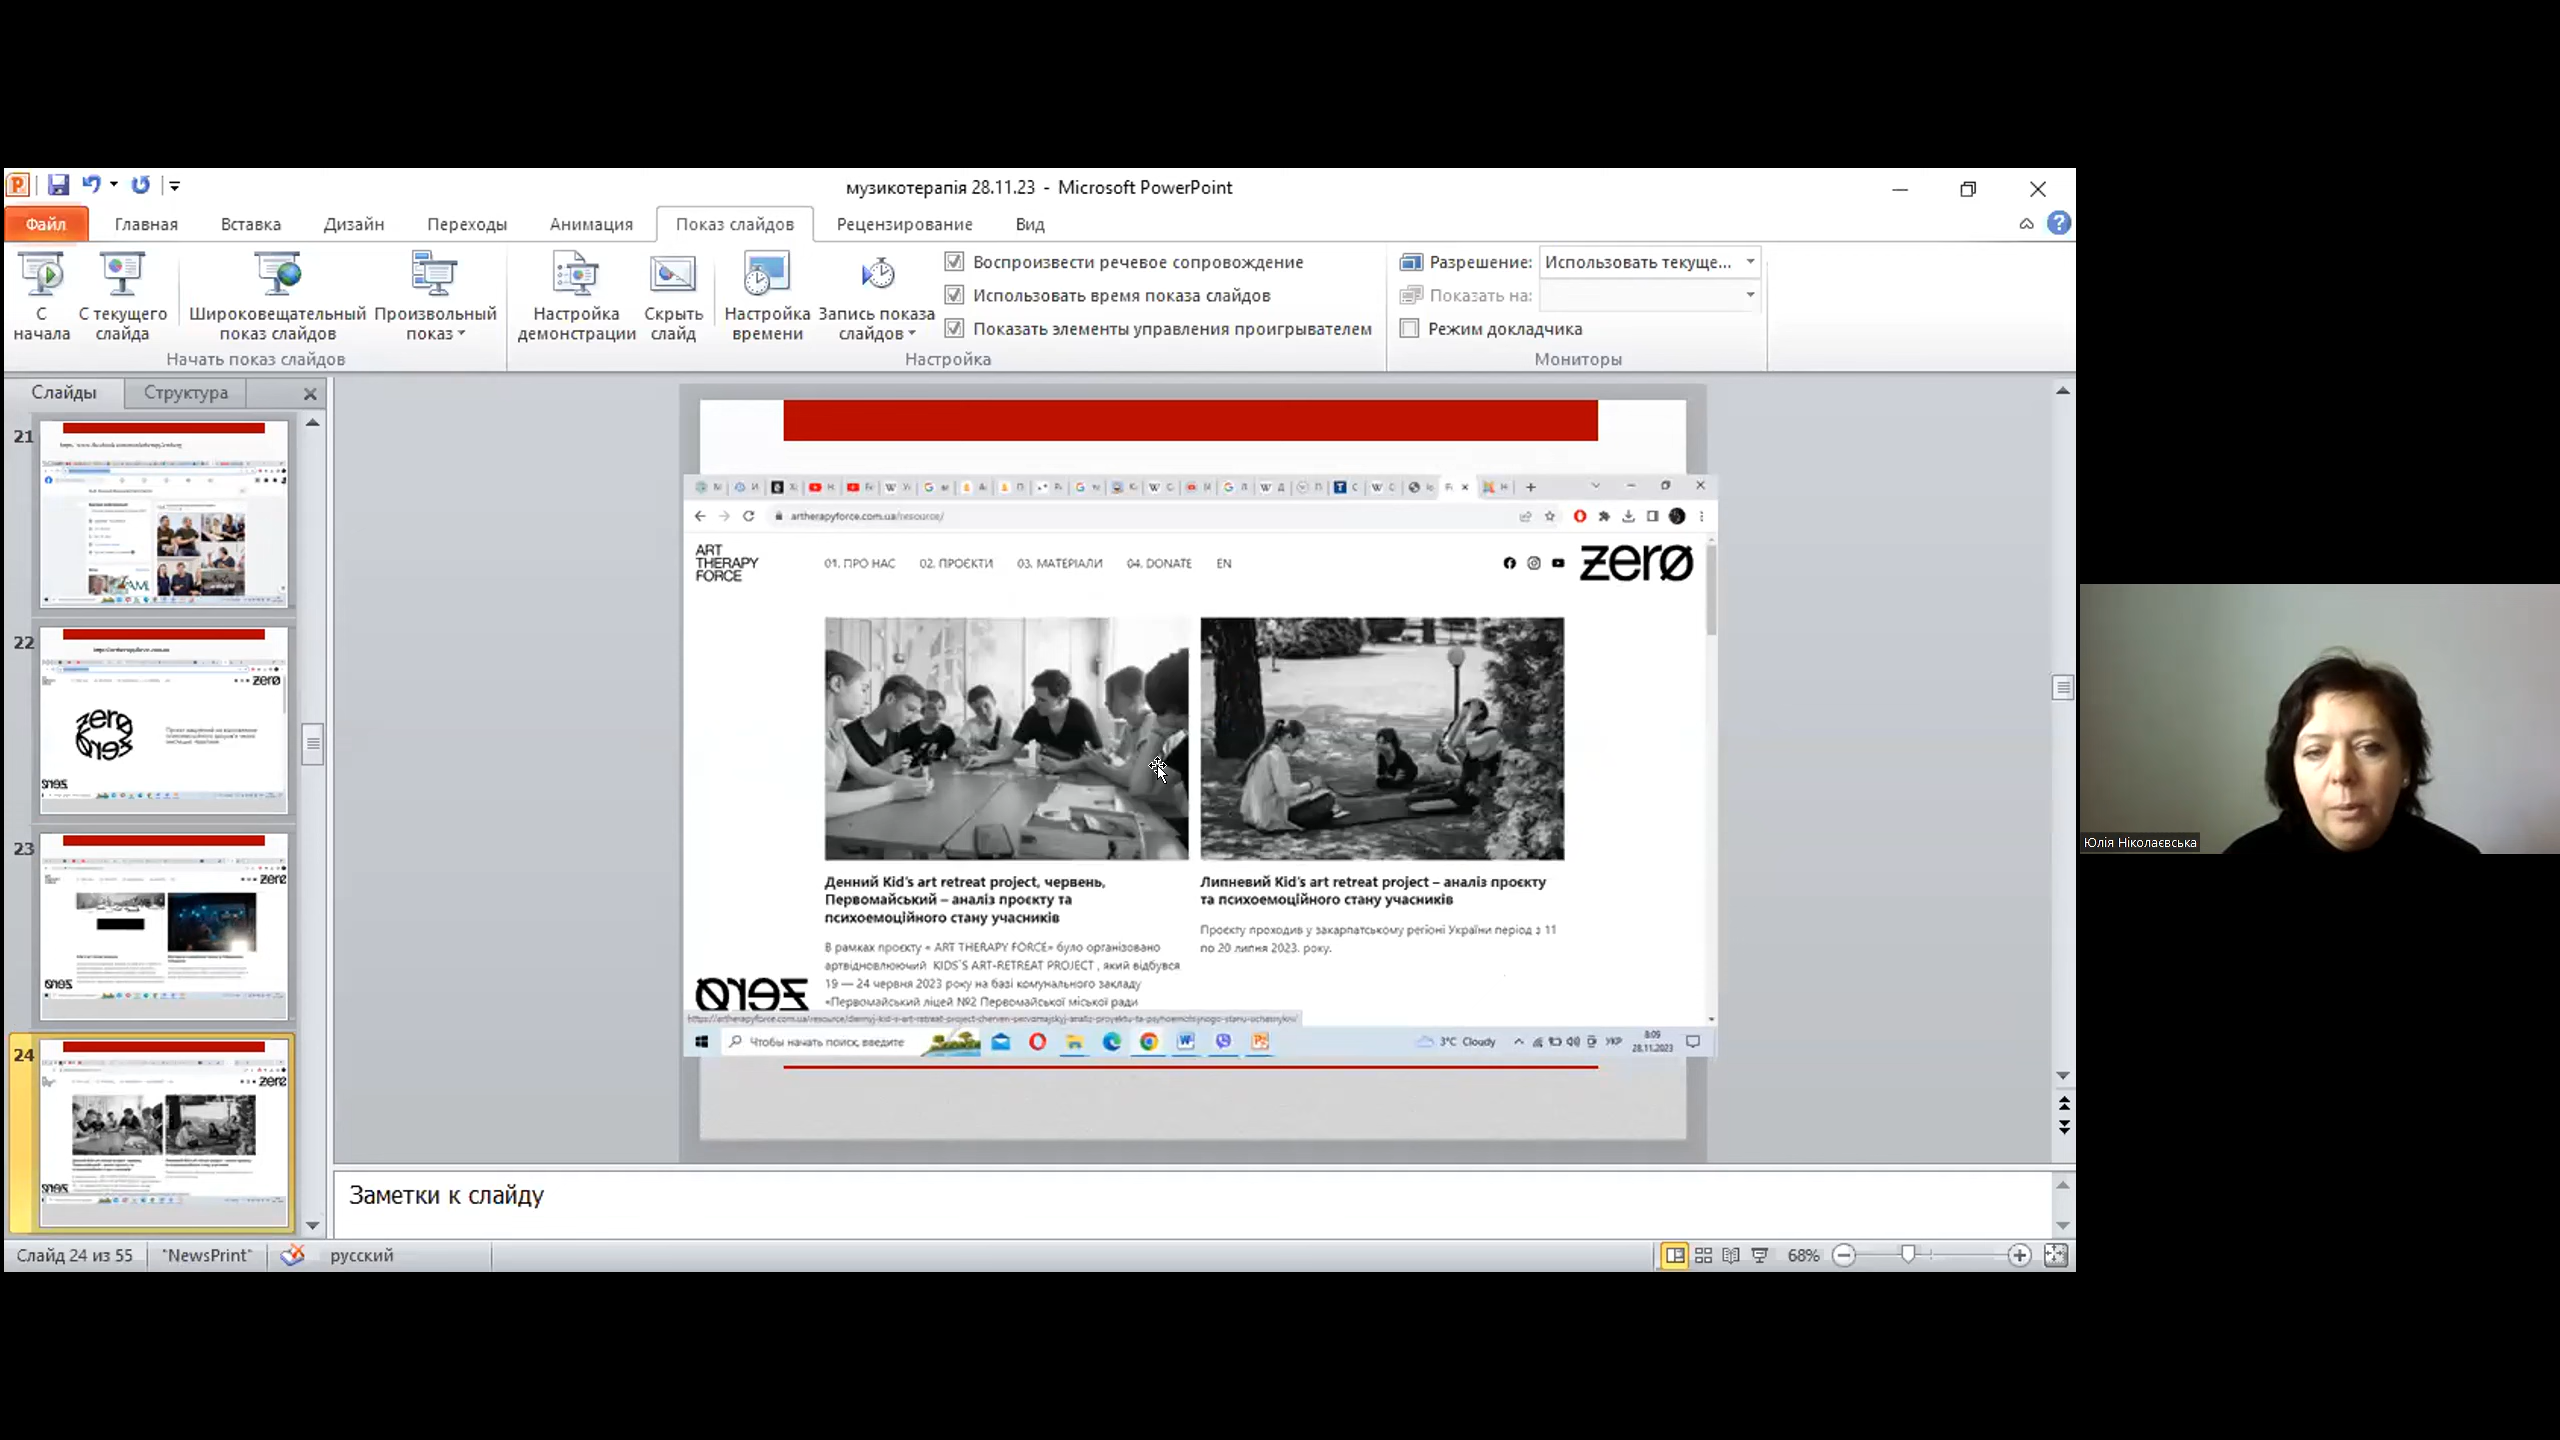 музикотерапія 28.11.23 - Microsoft PowerPoint
Файл Главная Вставка Дизайн Переходы Анимация Показ слайдов Рецензирование Вид
С начала
С текущего слайда
Широковещательный показ слайдов
Произвольный показ
Начать показ слайдов
Настройка демонстрации
Скрыть слайд
Настройка времени
Запись показа слайдов
Воспроизвести речевое сопровождение
Использовать время показа слайдов
Показать элементы управления проигрывателем
Настройка
Разрешение: Использовать текуще...
Показать на:
Режим докладчика
Мониторы
Слайды Структура
21
22
zerø
23
zerø
24
zerø
artherapyforce.com.ua/resource/
ART
THERAPY
FORCE
01. ПРО НАС 02. ПРОЄКТИ 03. МАТЕРІАЛИ 04. DONATE EN
zerø
Денний Kid's art retreat project, червень,
Первомайський – аналіз проєкту та
психоемоційного стану учасників
В рамках проєкту « ART THERAPY FORCE» було організовано
артвідновлюючий KIDS`S ART-RETREAT PROJECT , який відбувся
19 — 24 червня 2023 року на базі комунального закладу
«Первомайський ліцей №2 Первомайської міської ради
Липневий Kid's art retreat project – аналіз проєкту
та психоемоційного стану учасників
Проєкту проходив у закарпатському регіоні України період з 11
по 20 липня 2023. року.
zerø
Чтобы начать поиск, введите
3°C Cloudy
УКР
8:09
28.11.2023
Юлія Ніколаєвська
Заметки к слайду
Слайд 24 из 55 "NewsPrint" русский 68%